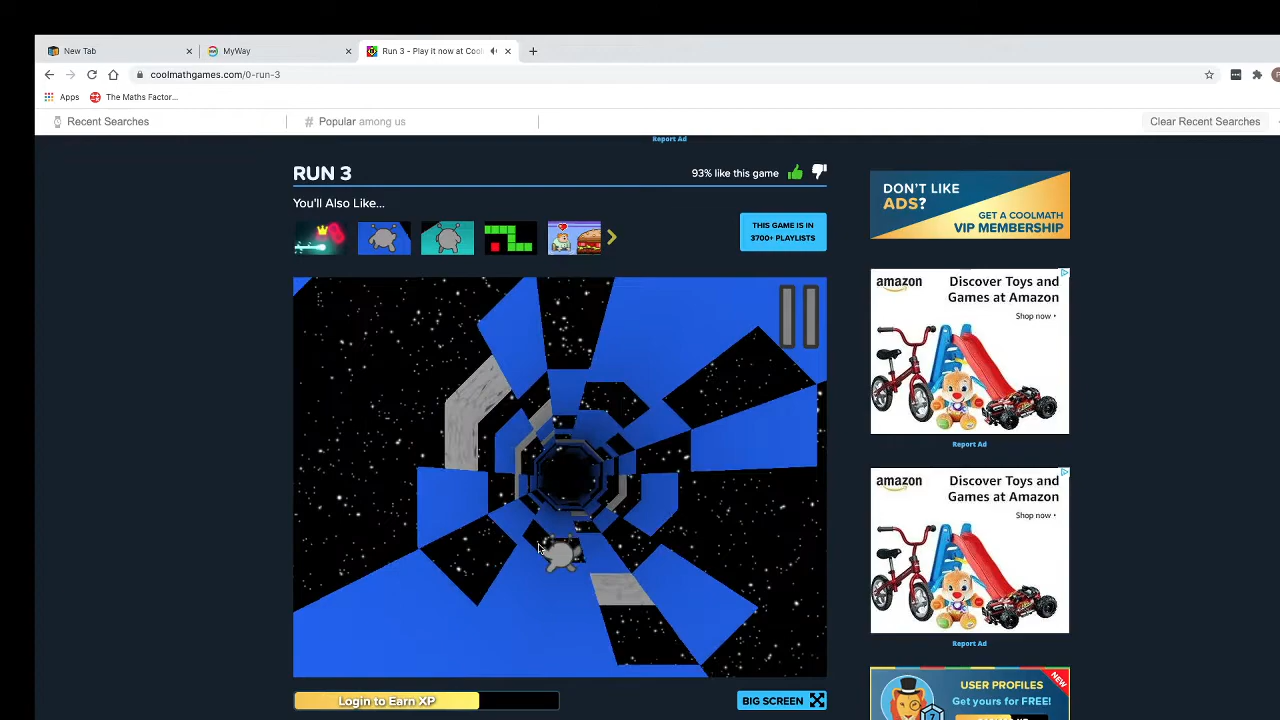 New Tab
MyWay
Run 3 - Play it now at Cool
coolmathgames.com/0-run-3
Apps
The Maths Factor...
Recent Searches
# Popular among us
Clear Recent Searches
Report Ad
RUN 3
93% like this game
You'll Also Like...
THIS GAME IS IN
3700+ PLAYLISTS
DON'T LIKE
ADS?
GET A COOLMATH
VIP MEMBERSHIP
amazon
Discover Toys and
Games at Amazon
Shop now
Report Ad
amazon
Discover Toys and
Games at Amazon
Shop now
Report Ad
Login to Earn XP
BIG SCREEN
USER PROFILES
Get yours for FREE!
NEW